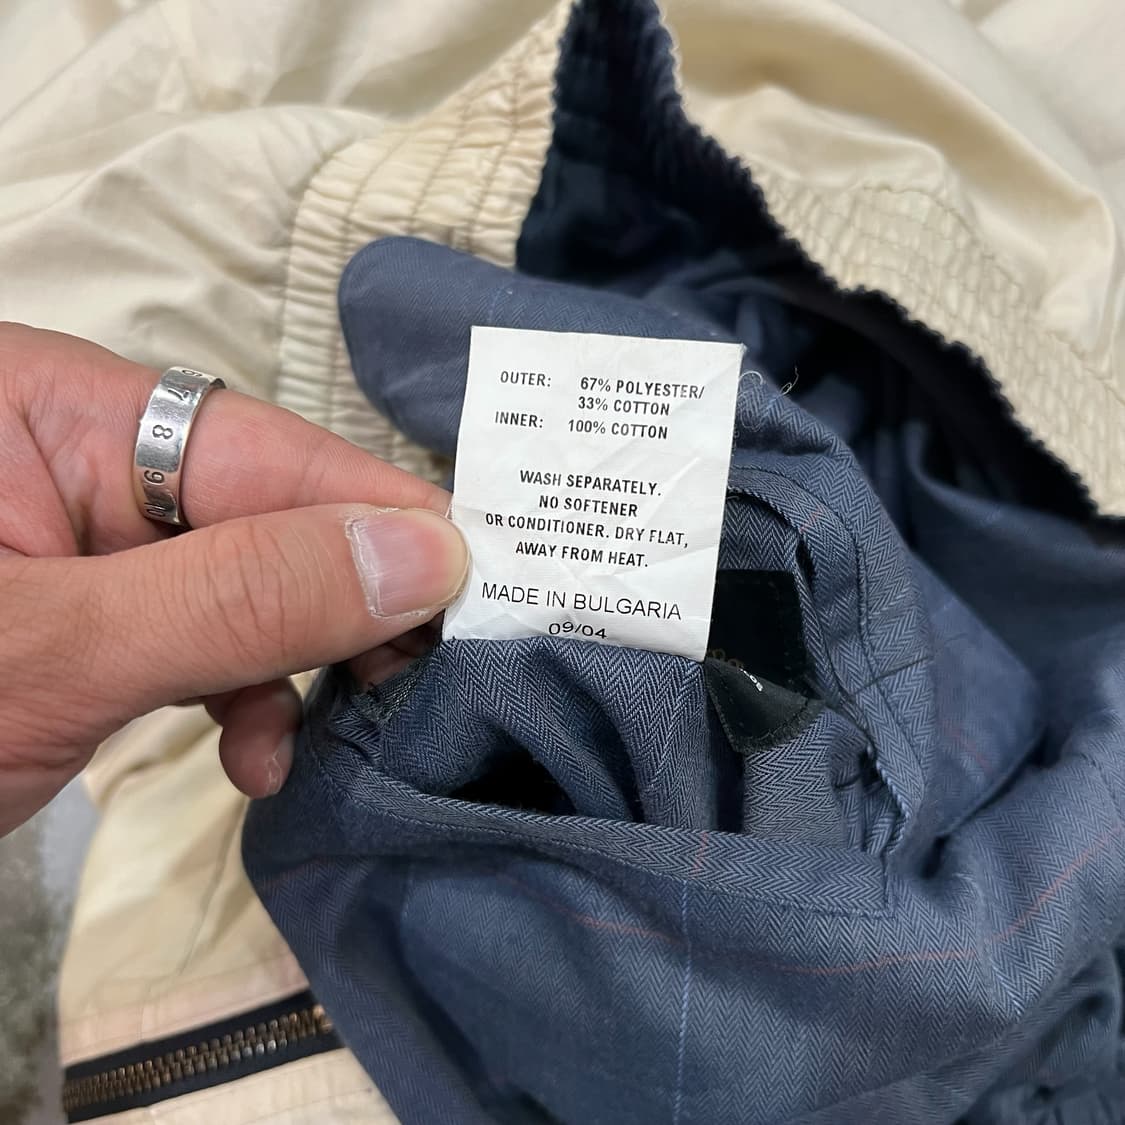 OUTER: 67% POLYESTER/
33% COTTON
INNER: 100% COTTON
WASH SEPARATELY.
NO SOFTENER
OR CONDITIONER. DRY FLAT,
AWAY FROM HEAT.
MADE IN BULGARIA
09/04
8